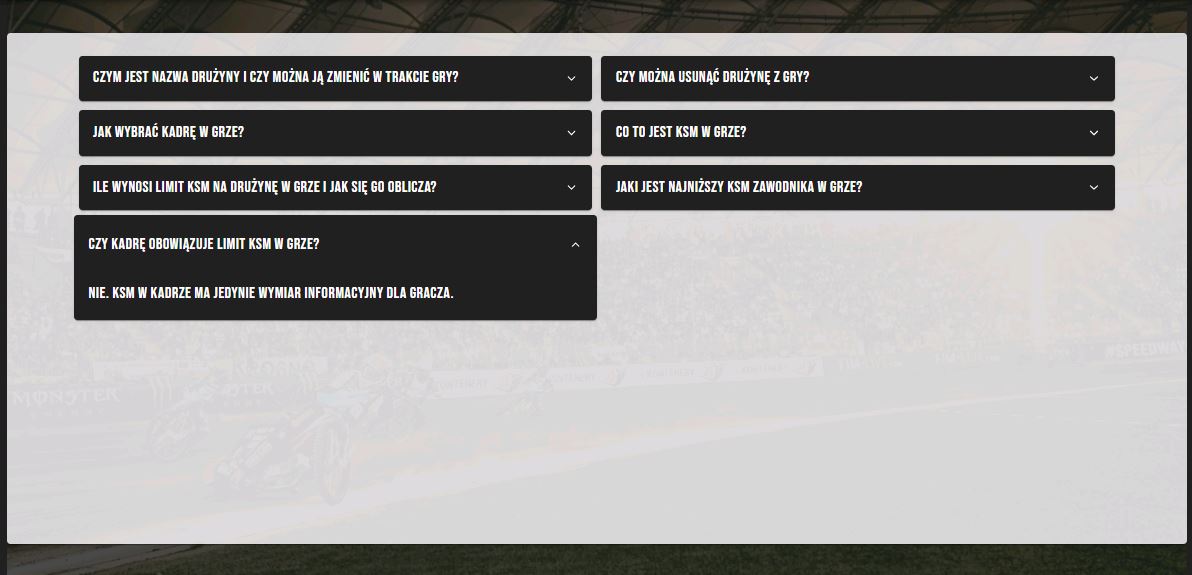 CZYM JEST NAZWA DRUŻYNY I CZY MOŻNA JĄ ZMIENIĆ W TRAKCIE GRY?
CZY MOŻNA USUNĄĆ DRUŻYNĘ Z GRY?
JAK WYBRAĆ KADRĘ W GRZE?
CO TO JEST KSM W GRZE?
ILE WYNOSI LIMIT KSM NA DRUŻYNĘ W GRZE I JAK SIĘ GO OBLICZA?
JAKI JEST NAJNIŻSZY KSM ZAWODNIKA W GRZE?
CZY KADRĘ OBOWIĄZUJE LIMIT KSM W GRZE?
NIE. KSM W KADRZE MA JEDYNIE WYMIAR INFORMACYJNY DLA GRACZA.
#SPEEDWAY
MONSTER